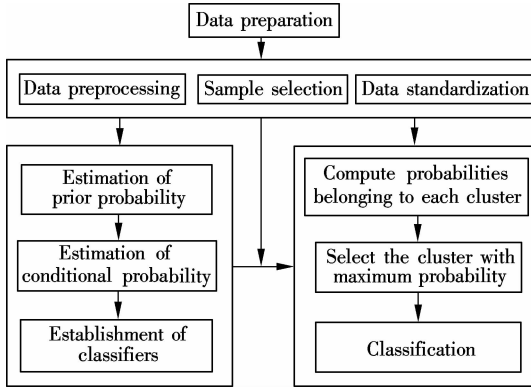 Data preparation
Data preprocessing
Sample selection
Data standardization
Estimation of
prior probability
Estimation of
conditional probability
Establishment of
classifiers
Compute probabilities
belonging to each cluster
Select the cluster with
maximum probability
Classification